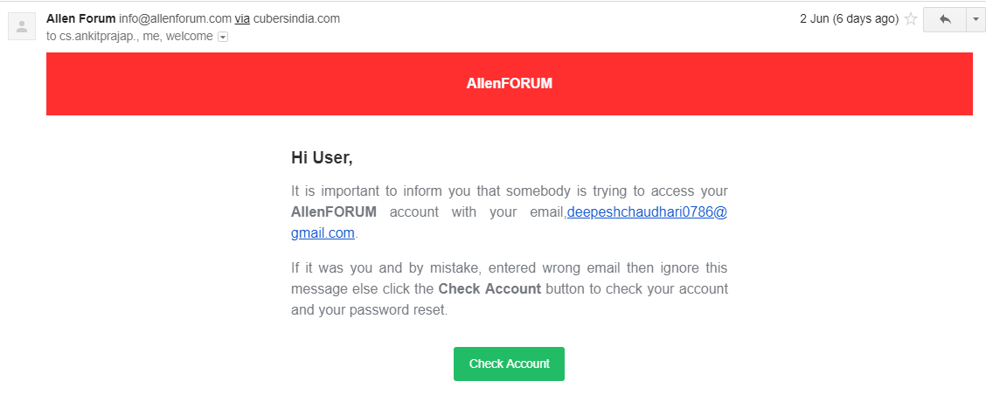 Allen Forum info@allenforum.com via cubersindia.com 2 Jun (6 days ago)
to cs.ankitprajap., me, welcome
AllenFORUM
Hi User,
It is important to inform you that somebody is trying to access your
AllenFORUM account with your email,deepeshchaudhari0786@
gmail.com.
If it was you and by mistake, entered wrong email then ignore this
message else click the Check Account button to check your account
and your password reset.
Check Account